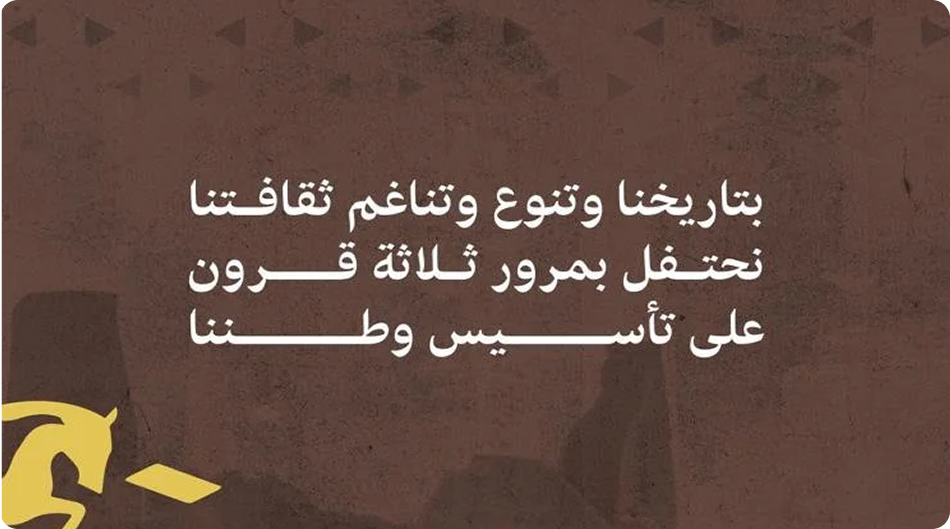 بتاريخنا وتنوع وتناغم ثقافتنا
نحتفل بمرور ثلاثة قرون
على تأسيس وطننا